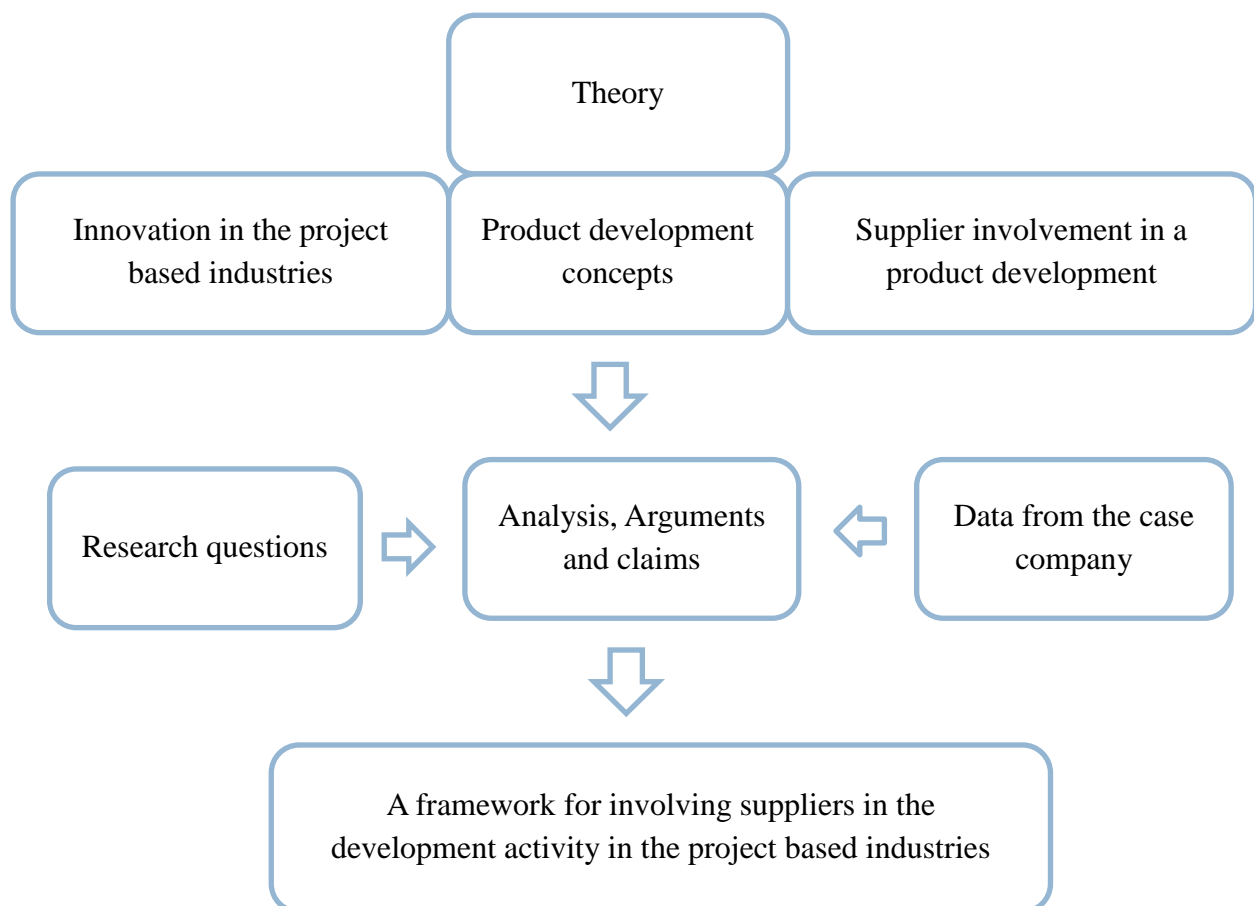 Theory
Innovation in the project
based industries
Product development
concepts
Supplier involvement in a
product development
Research questions
Analysis, Arguments
and claims
Data from the case
company
A framework for involving suppliers in the
development activity in the project based industries